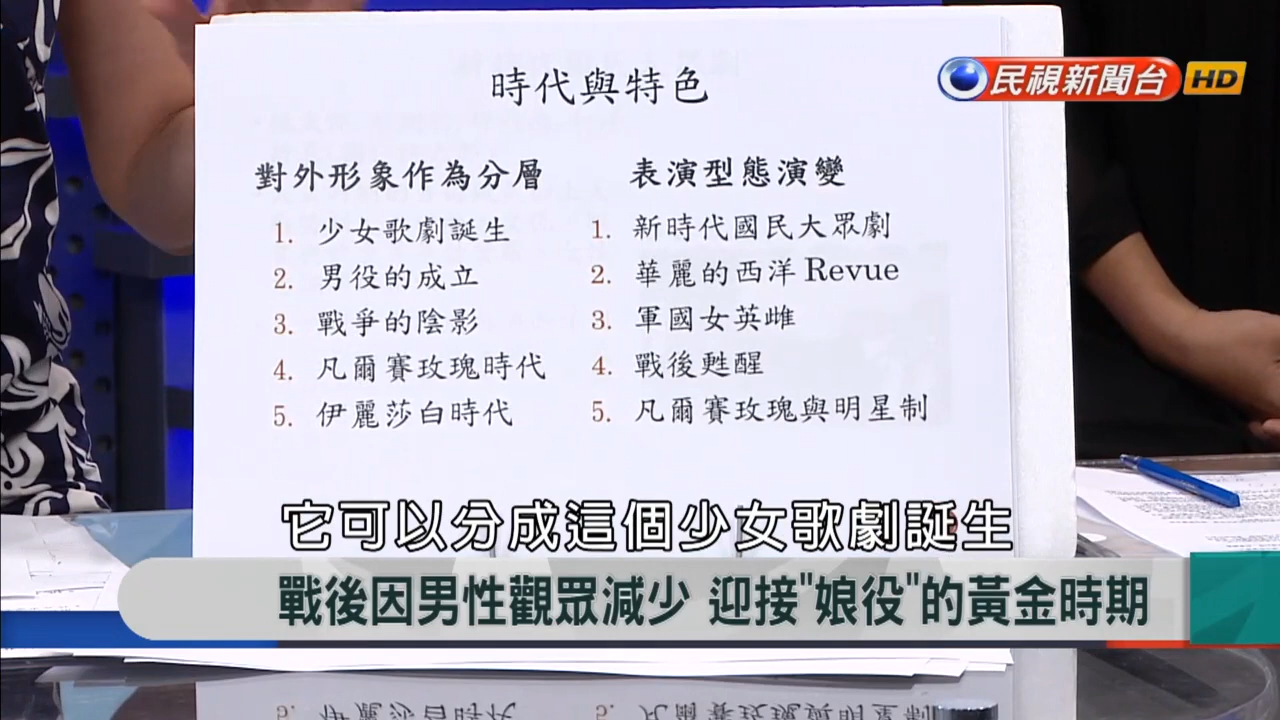 時代與特色
民視新聞台 HD
對外形象作為分層
1. 少女歌劇誕生
2. 男役的成立
3. 戰爭的陰影
4. 凡爾賽玫瑰時代
5. 伊麗莎白時代
表演型態演變
1. 新時代國民大眾劇
2. 華麗的西洋 Revue
3. 軍國女英雌
4. 戰後甦醒
5. 凡爾賽玫瑰與明星制
它可以分成這個少女歌劇誕生
戰後因男性觀眾減少 迎接"娘役"的黃金時期